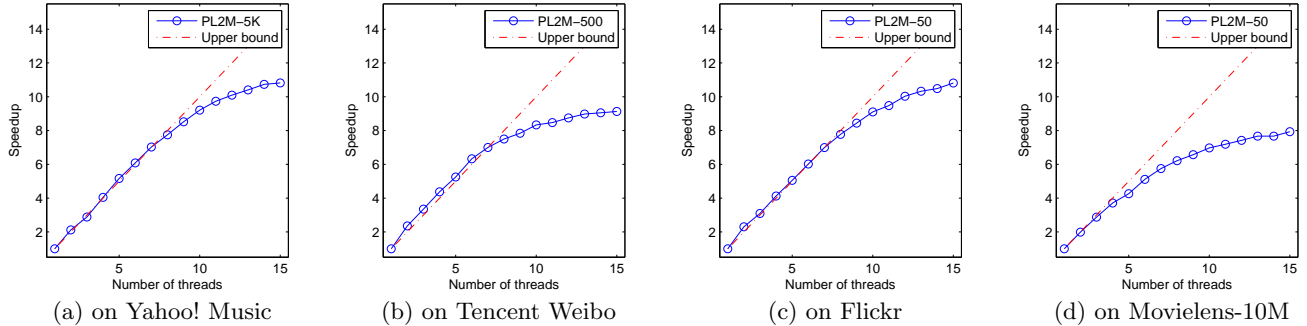 PL2M−5K
Upper bound
14
12
10
8
6
4
2
Speedup
5
10
15
Number of threads
(a) on Yahoo! Music
PL2M−500
Upper bound
14
12
10
8
6
4
2
Speedup
5
10
15
Number of threads
(b) on Tencent Weibo
PL2M−50
Upper bound
14
12
10
8
6
4
2
Speedup
5
10
15
Number of threads
(c) on Flickr
PL2M−50
Upper bound
14
12
10
8
6
4
2
Speedup
5
10
15
Number of threads
(d) on Movielens-10M